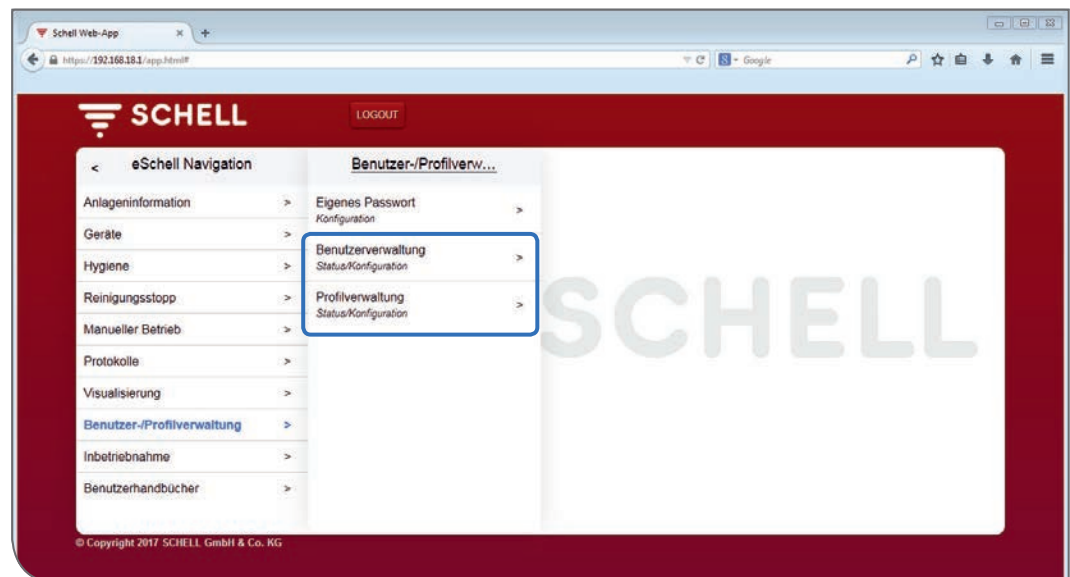 Schell Web-App
https://192.168.18.1/app.html#
Google
SCHELL
LOGOUT
< eSchell Navigation
Benutzer-/Profilverw...
Anlageninformation >
Geräte >
Hygiene >
Reinigungsstopp >
Manueller Betrieb >
Protokolle >
Visualisierung >
Benutzer-/Profilverwaltung >
Inbetriebnahme >
Benutzerhandbücher >
Eigenes Passwort >
Konfiguration
Benutzerverwaltung >
Status/Konfiguration
Profilverwaltung >
Status/Konfiguration
SCHELL
© Copyright 2017 SCHELL GmbH & Co. KG